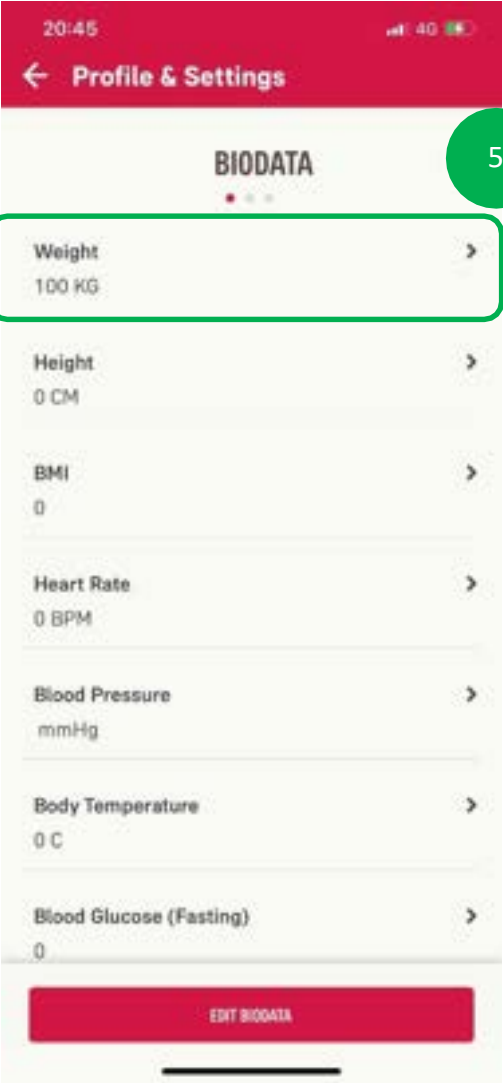 20:45
4G
← Profile & Settings
BIODATA
5
Weight
100 KG
Height
0 CM
BMI
0
Heart Rate
0 BPM
Blood Pressure
mmHg
Body Temperature
0 C
Blood Glucose (Fasting)
0
EDIT BIODATA